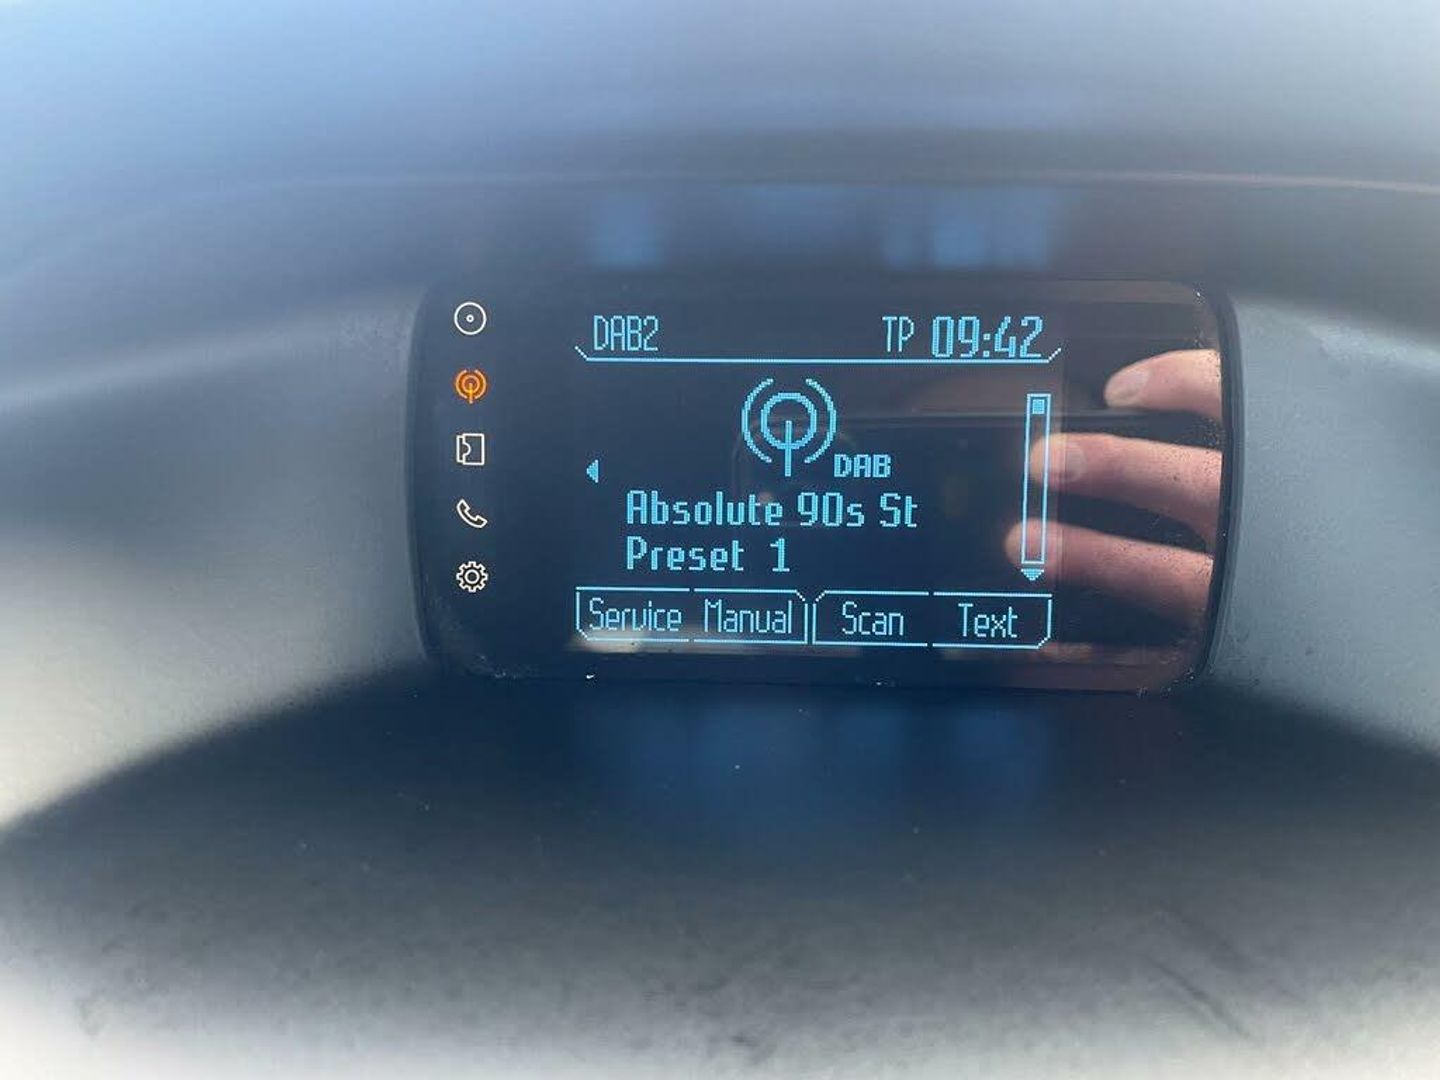 DAB2 TP 09:42
DAB
Absolute 90s St
Preset 1
Service Manual Scan Text